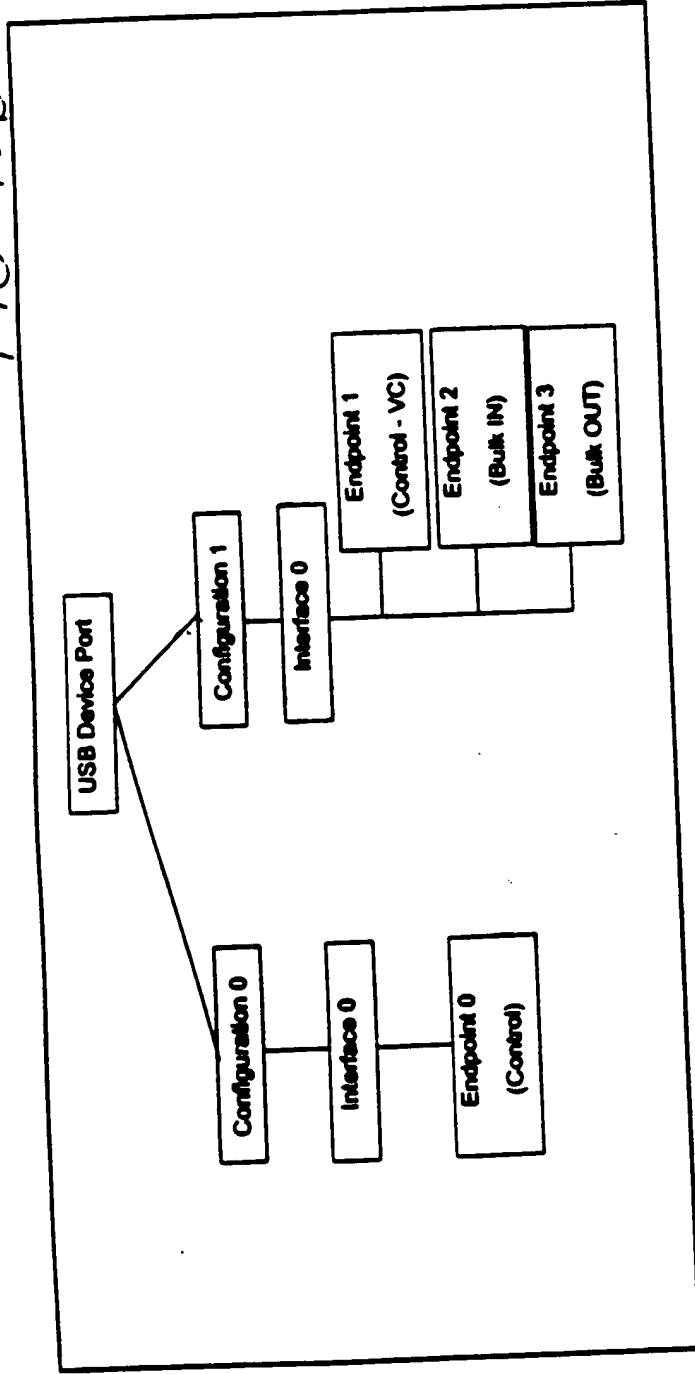 USB Device Port
Configuration 0
Interface 0
Endpoint 0
(Control)
Configuration 1
Interface 0
Endpoint 1
(Control - VC)
Endpoint 2
(Bulk IN)
Endpoint 3
(Bulk OUT)